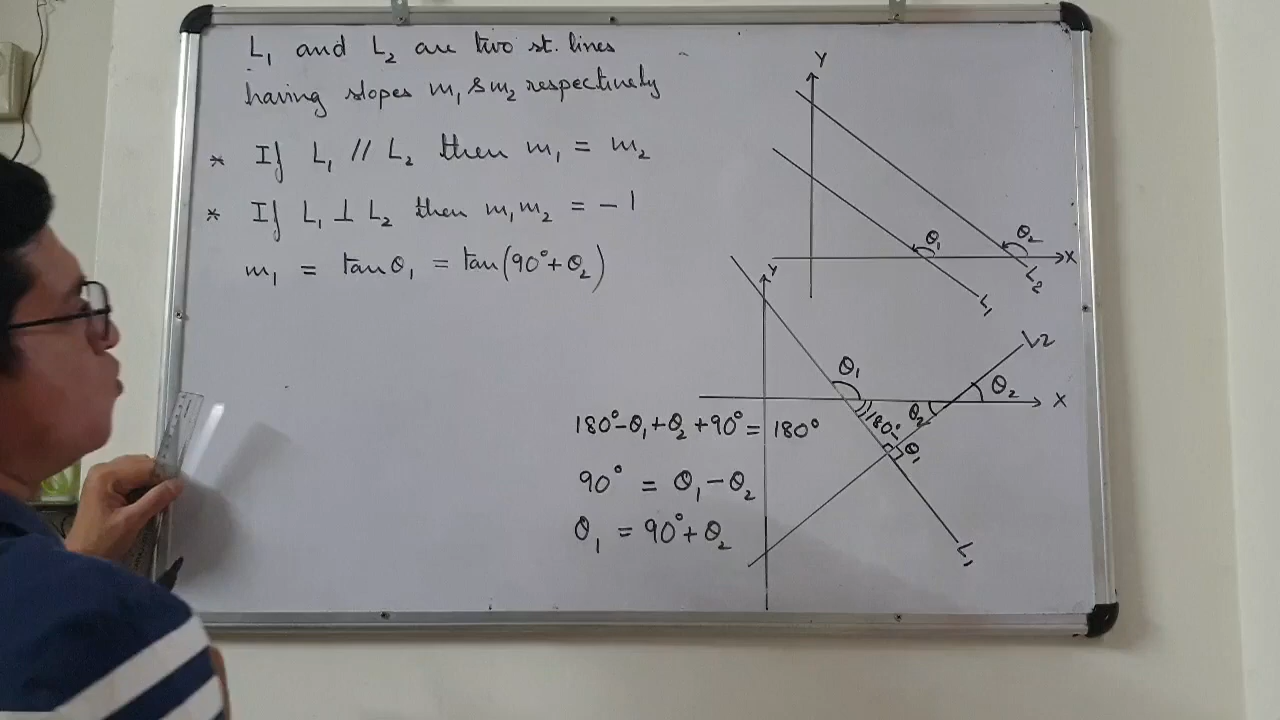 L₁ and L₂ are two st. lines
having slopes m₁ & m₂ respectively
* If L₁ // L₂ then m₁ = m₂
* If L₁ ⊥ L₂ then m₁m₂ = -1
m₁ = tanθ₁ = tan(90°+θ₂)
Y
θ₁
θ₂
X
L₂
L₁
Y
L2
θ₁
θ₂
X
θ₂
180°-
θ₁
180°-θ₁+θ₂+90°= 180°
90° = θ₁-θ₂
θ₁ = 90°+θ₂
L₁